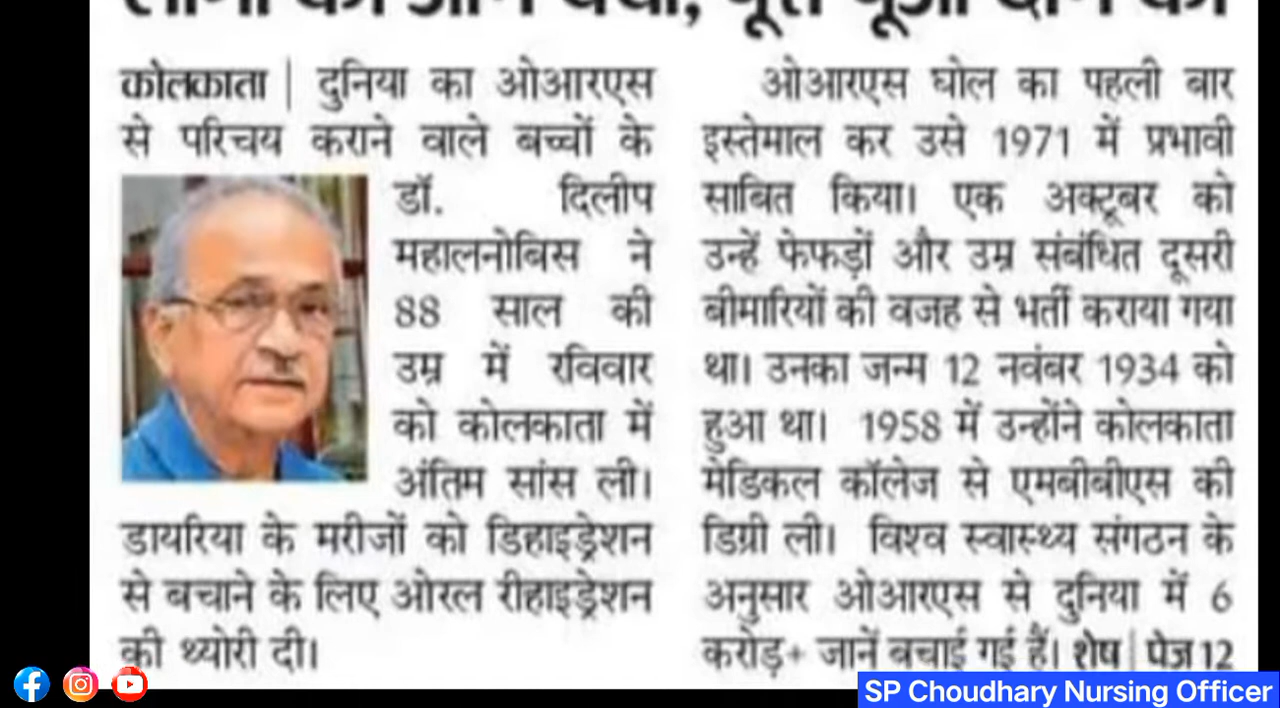 कोलकाता | दुनिया का ओआरएस
से परिचय कराने वाले बच्चों के
डॉ. दिलीप
महालनोबिस ने
88 साल की
उम्र में रविवार
को कोलकाता में
अंतिम सांस ली।
डायरिया के मरीजों को डिहाइड्रेशन
से बचाने के लिए ओरल रीहाइड्रेशन
की थ्योरी दी।
ओआरएस घोल का पहली बार
इस्तेमाल कर उसे 1971 में प्रभावी
साबित किया। एक अक्टूबर को
उन्हें फेफड़ों और उम्र संबंधित दूसरी
बीमारियों की वजह से भर्ती कराया गया
था। उनका जन्म 12 नवंबर 1934 को
हुआ था। 1958 में उन्होंने कोलकाता
मेडिकल कॉलेज से एमबीबीएस की
डिग्री ली। विश्व स्वास्थ्य संगठन के
अनुसार ओआरएस से दुनिया में 6
करोड़+ जानें बचाई गई हैं। शेष | पेज 12
SP Choudhary Nursing Officer